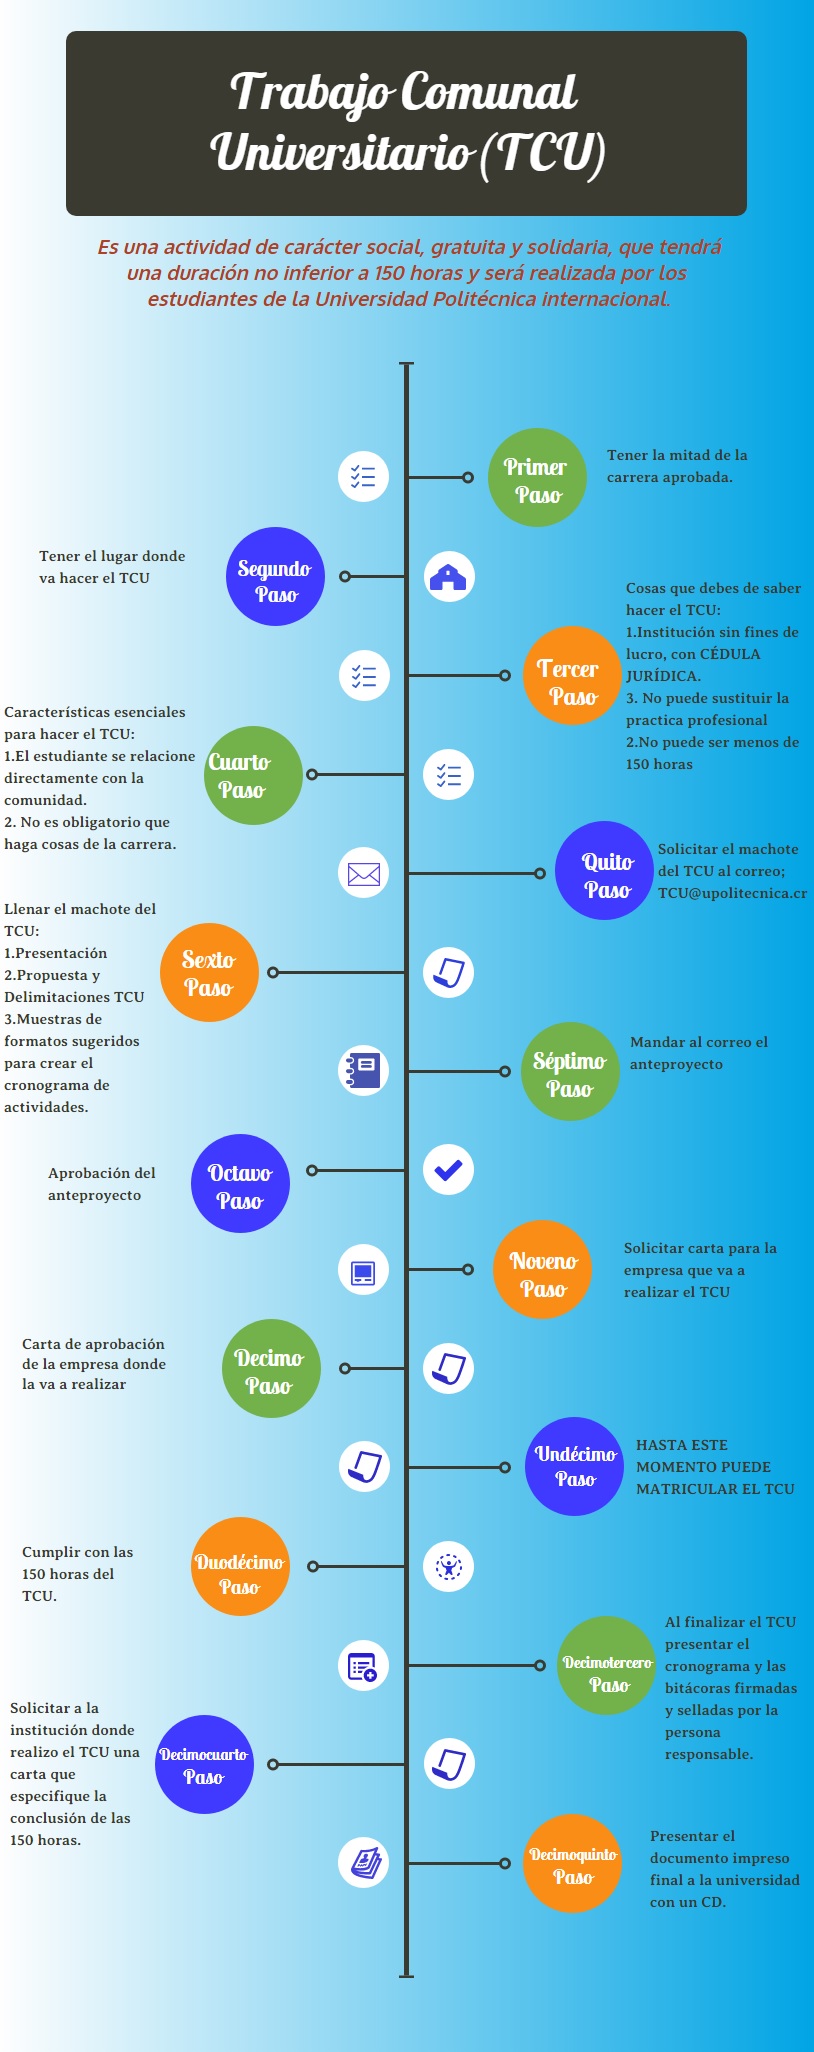 Trabajo Comunal
Universitario (TCU)
Es una actividad de carácter social, gratuita y solidaria, que tendrá
una duración no inferior a 150 horas y será realizada por los
estudiantes de la Universidad Politécnica internacional.
Primer
Paso
Tener la mitad de la
carrera aprobada.
Segundo
Paso
Tener el lugar donde
va hacer el TCU
Tercer
Paso
Cosas que debes de saber
hacer el TCU:
1.Institución sin fines de
lucro, con CÉDULA
JURÍDICA.
3. No puede sustituir la
practica profesional
2.No puede ser menos de
150 horas
Cuarto
Paso
Características esenciales
para hacer el TCU:
1.El estudiante se relacione
directamente con la
comunidad.
2. No es obligatorio que
haga cosas de la carrera.
Quito
Paso
Solicitar el machote
del TCU al correo;
TCU@upolitecnica.cr
Sexto
Paso
Llenar el machote del
TCU:
1.Presentación
2.Propuesta y
Delimitaciones TCU
3.Muestras de
formatos sugeridos
para crear el
cronograma de
actividades.
Séptimo
Paso
Mandar al correo el
anteproyecto
Octavo
Paso
Aprobación del
anteproyecto
Noveno
Paso
Solicitar carta para la
empresa que va a
realizar el TCU
Decimo
Paso
Carta de aprobación
de la empresa donde
la va a realizar
Undécimo
Paso
HASTA ESTE
MOMENTO PUEDE
MATRICULAR EL TCU
Duodécimo
Paso
Cumplir con las
150 horas del
TCU.
Decimotercero
Paso
Al finalizar el TCU
presentar el
cronograma y las
bitácoras firmadas
y selladas por la
persona
responsable.
Decimocuarto
Paso
Solicitar a la
institución donde
realizo el TCU una
carta que
especifique la
conclusión de las
150 horas.
Decimoquinto
Paso
Presentar el
documento impreso
final a la universidad
con un CD.